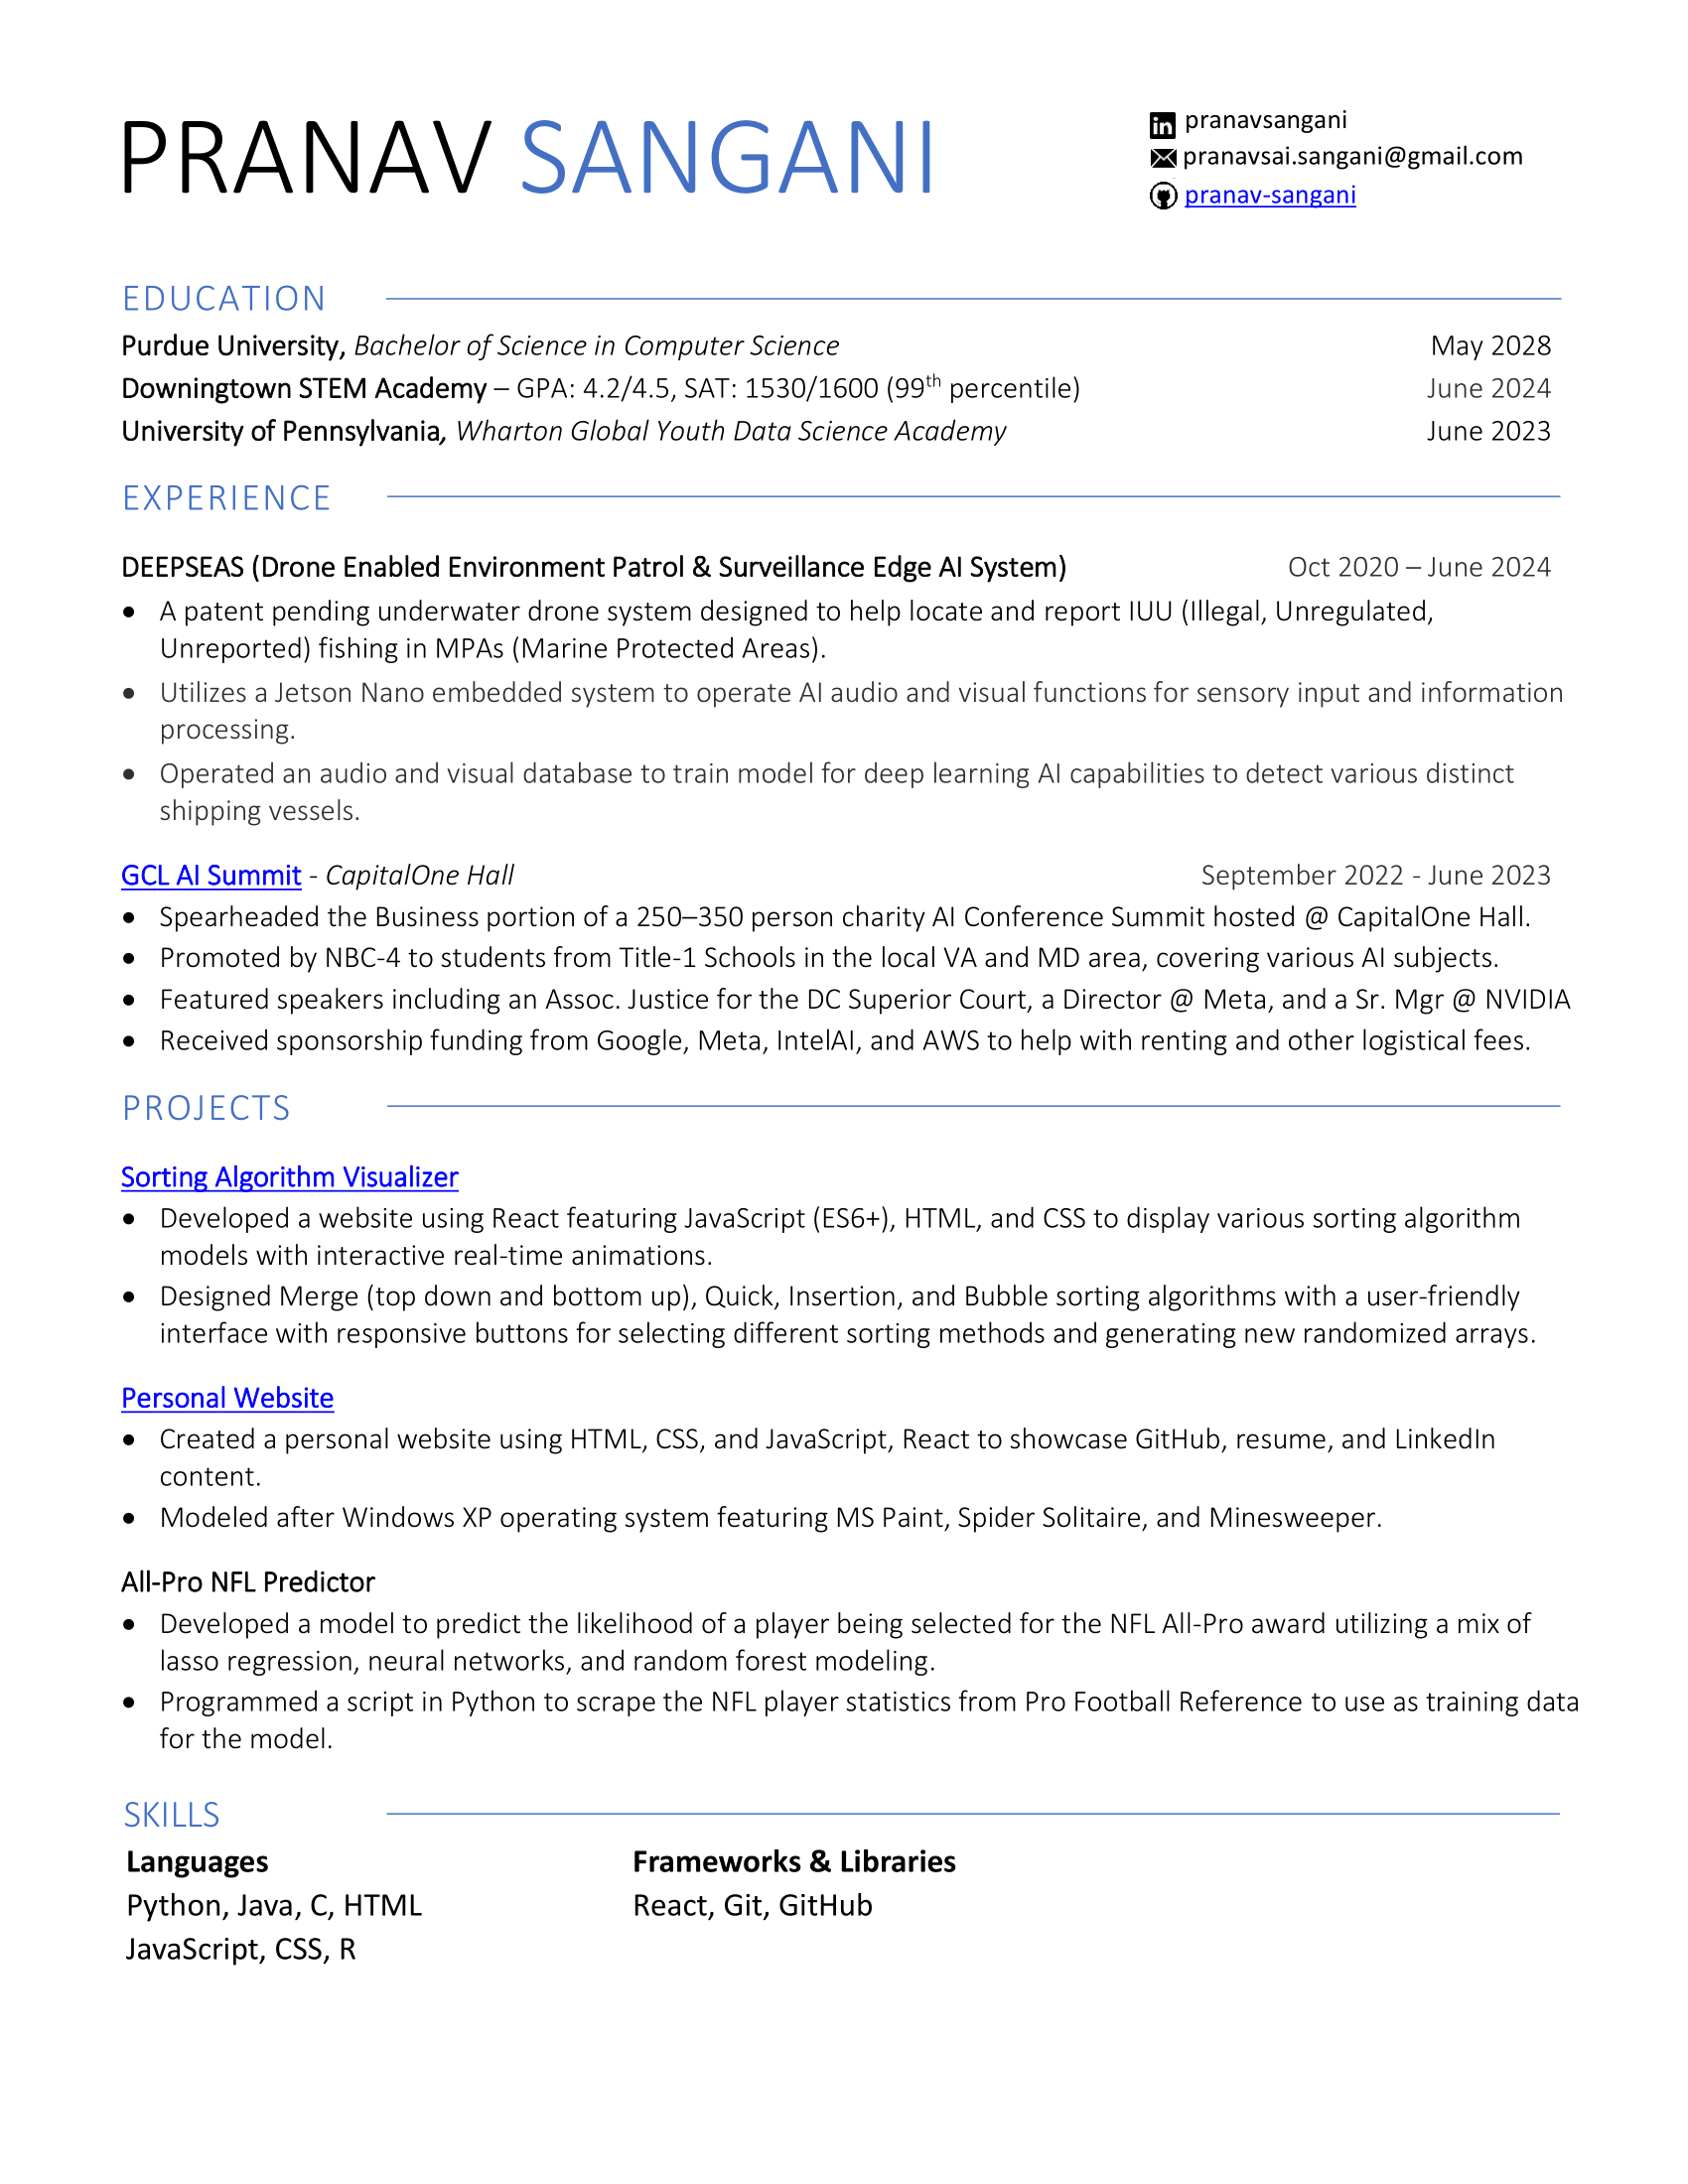 PRANAV SANGANI
pranavsangani
pranavsai.sangani@gmail.com
pranav-sangani
EDUCATION
Purdue University, Bachelor of Science in Computer Science May 2028
Downingtown STEM Academy – GPA: 4.2/4.5, SAT: 1530/1600 (99th percentile) June 2024
University of Pennsylvania, Wharton Global Youth Data Science Academy June 2023
EXPERIENCE
DEEPSEAS (Drone Enabled Environment Patrol & Surveillance Edge AI System) Oct 2020 – June 2024
• A patent pending underwater drone system designed to help locate and report IUU (Illegal, Unregulated,
Unreported) fishing in MPAs (Marine Protected Areas).
• Utilizes a Jetson Nano embedded system to operate AI audio and visual functions for sensory input and information
processing.
• Operated an audio and visual database to train model for deep learning AI capabilities to detect various distinct
shipping vessels.
GCL AI Summit - CapitalOne Hall September 2022 - June 2023
• Spearheaded the Business portion of a 250–350 person charity AI Conference Summit hosted @ CapitalOne Hall.
• Promoted by NBC-4 to students from Title-1 Schools in the local VA and MD area, covering various AI subjects.
• Featured speakers including an Assoc. Justice for the DC Superior Court, a Director @ Meta, and a Sr. Mgr @ NVIDIA
• Received sponsorship funding from Google, Meta, IntelAI, and AWS to help with renting and other logistical fees.
PROJECTS
Sorting Algorithm Visualizer
• Developed a website using React featuring JavaScript (ES6+), HTML, and CSS to display various sorting algorithm
models with interactive real-time animations.
• Designed Merge (top down and bottom up), Quick, Insertion, and Bubble sorting algorithms with a user-friendly
interface with responsive buttons for selecting different sorting methods and generating new randomized arrays.
Personal Website
• Created a personal website using HTML, CSS, and JavaScript, React to showcase GitHub, resume, and LinkedIn
content.
• Modeled after Windows XP operating system featuring MS Paint, Spider Solitaire, and Minesweeper.
All-Pro NFL Predictor
• Developed a model to predict the likelihood of a player being selected for the NFL All-Pro award utilizing a mix of
lasso regression, neural networks, and random forest modeling.
• Programmed a script in Python to scrape the NFL player statistics from Pro Football Reference to use as training data
for the model.
SKILLS
Languages Frameworks & Libraries
Python, Java, C, HTML React, Git, GitHub
JavaScript, CSS, R